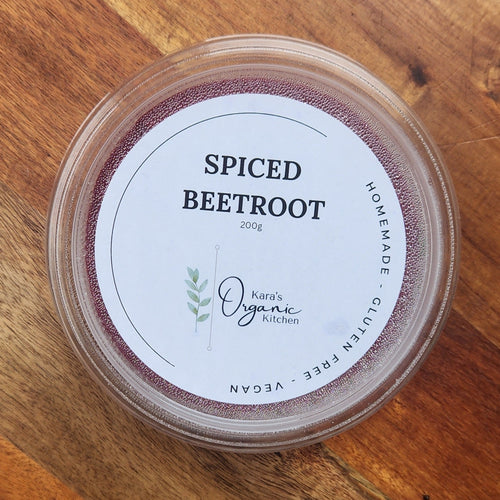 SPICED
BEETROOT
200g
Kara's
Organic
Kitchen
HOMEMADE - GLUTEN FREE - VEGAN